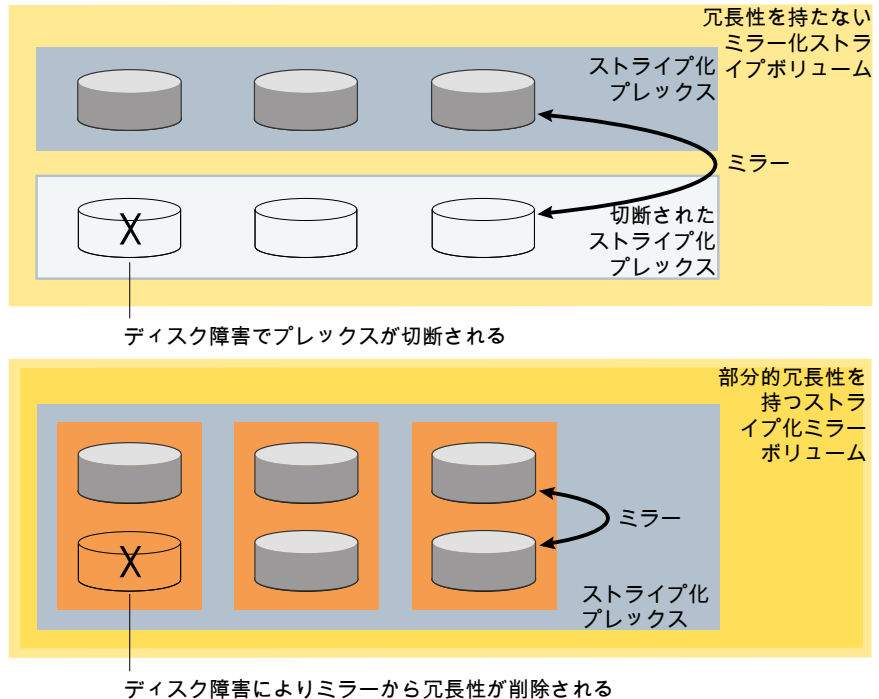 冗長性を持たない
ミラー化ストラ
イプボリューム
ストライプ化
プレックス
ミラー
X
切断された
ストライプ化
プレックス
ディスク障害でプレックスが切断される
部分的冗長性を
持つストラ
イプ化ミラー
ボリューム
ミラー
X
ストライプ化
プレックス
ディスク障害によりミラーから冗長性が削除される